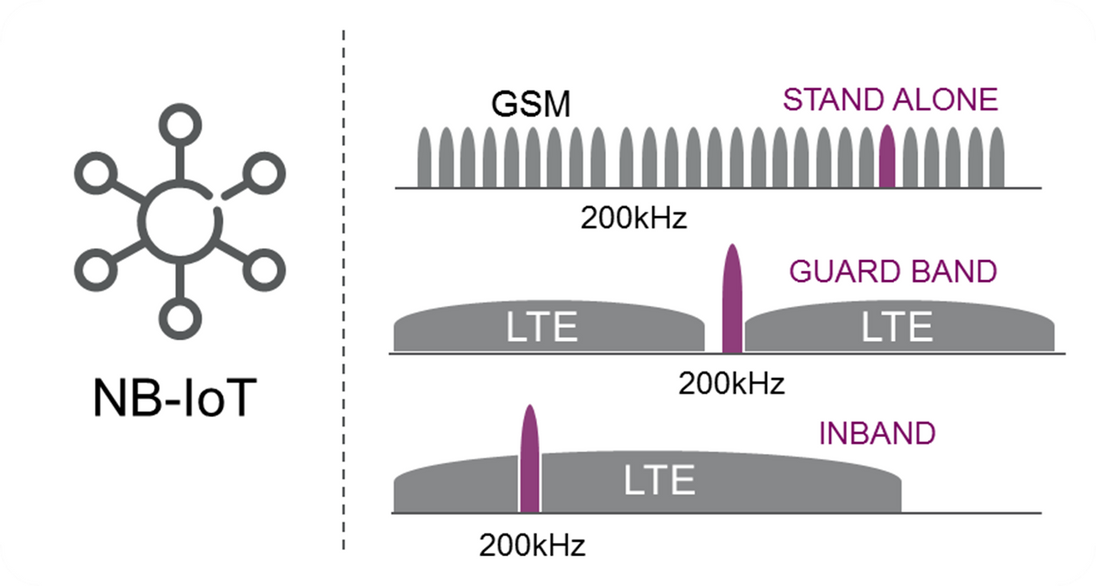 NB-IoT
GSM
STAND ALONE
200kHz
GUARD BAND
LTE
LTE
200kHz
INBAND
LTE
200kHz